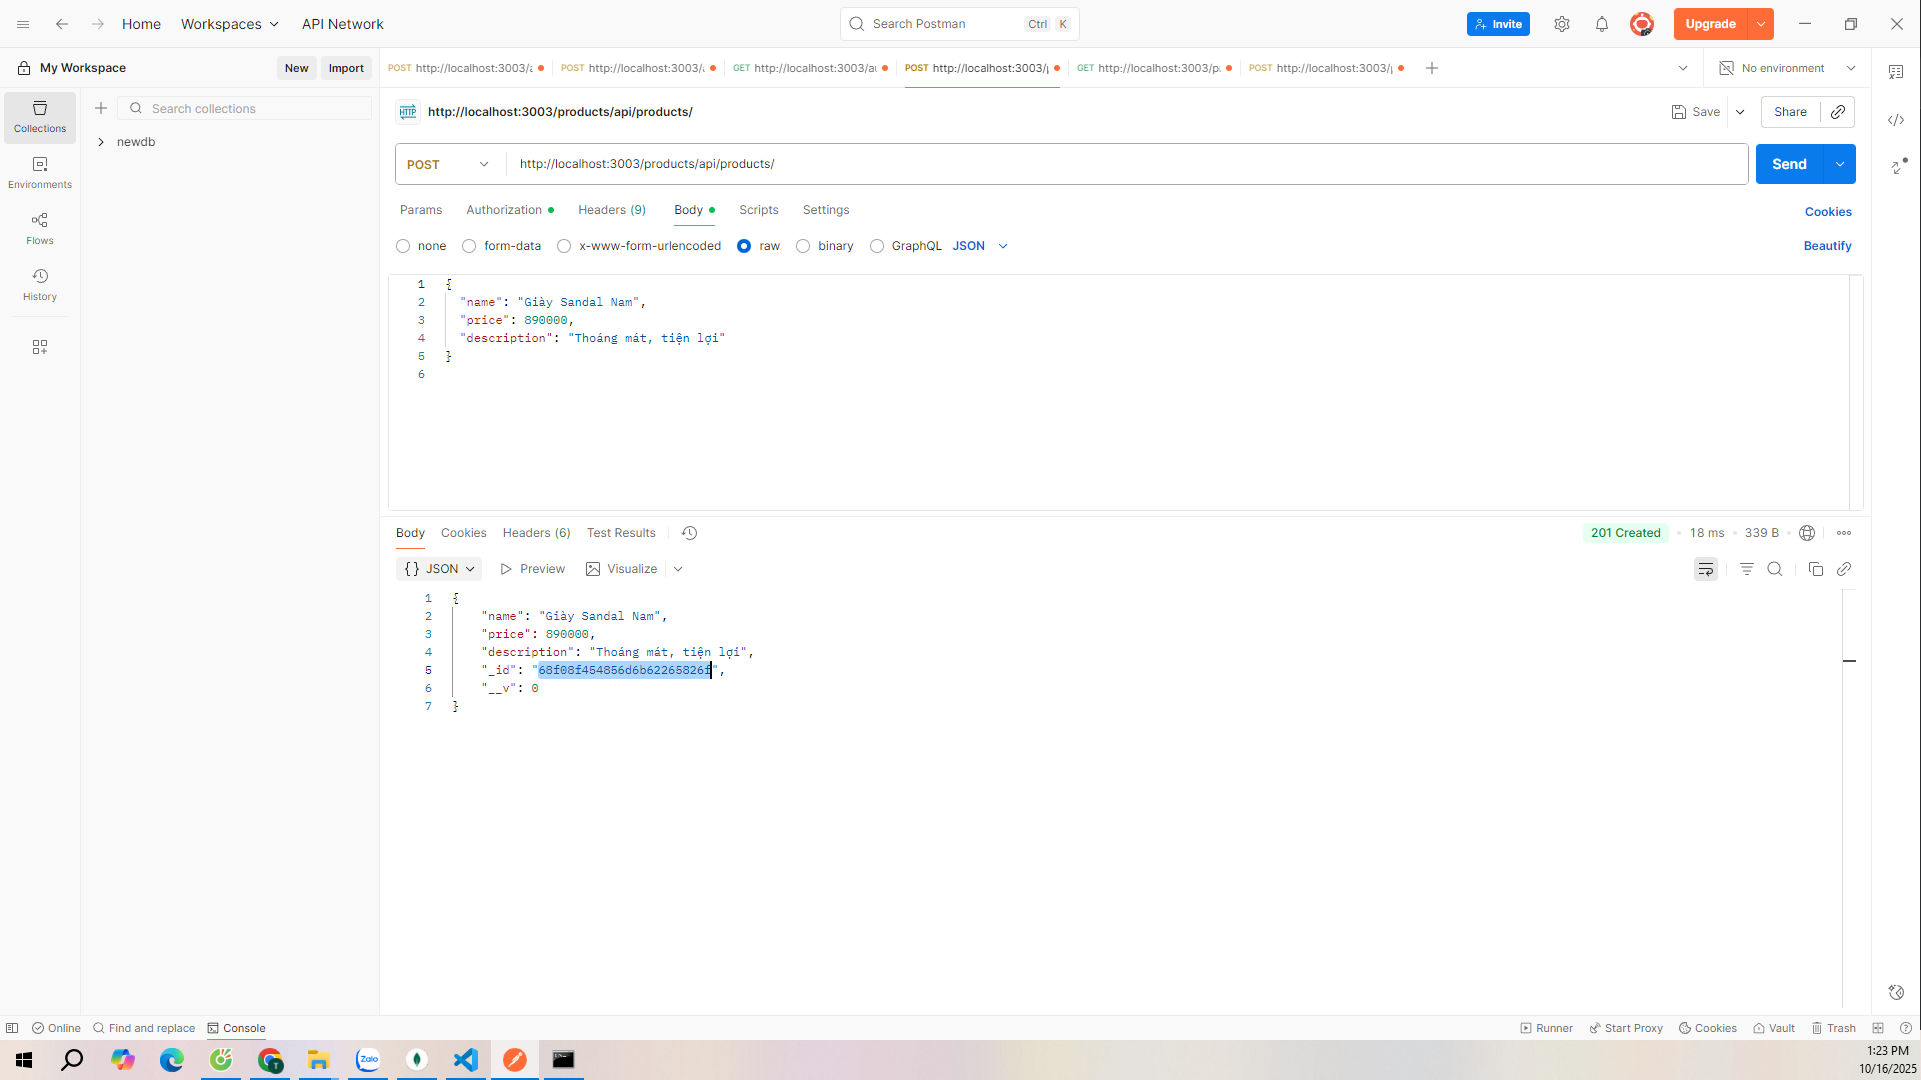 Home
Workspaces
API Network
Search Postman
Ctrl K
Invite
Upgrade
My Workspace
New
Import
POST http://localhost:3003/a
POST http://localhost:3003/a
GET http://localhost:3003/au
POST http://localhost:3003/p
GET http://localhost:3003/p
POST http://localhost:3003/p
No environment
Collections
Environments
Flows
History
Search collections
newdb
HTTP
http://localhost:3003/products/api/products/
Save
Share
POST
http://localhost:3003/products/api/products/
Send
Params
Authorization
Headers (9)
Body
Scripts
Settings
Cookies
none
form-data
x-www-form-urlencoded
raw
binary
GraphQL
JSON
Beautify
1 {
2 "name": "Giày Sandal Nam",
3 "price": 890000,
4 "description": "Thoáng mát, tiện lợi"
5 }
6
Body
Cookies
Headers (6)
Test Results
201 Created
18 ms
339 B
{} JSON
Preview
Visualize
1 {
2 "name": "Giày Sandal Nam",
3 "price": 890000,
4 "description": "Thoáng mát, tiện lợi",
5 "_id": "68f08f454856d6b62265826f",
6 "__v": 0
7 }
Online
Find and replace
Console
Runner
Start Proxy
Cookies
Vault
Trash
T
Zalo
1:23 PM
10/16/2025